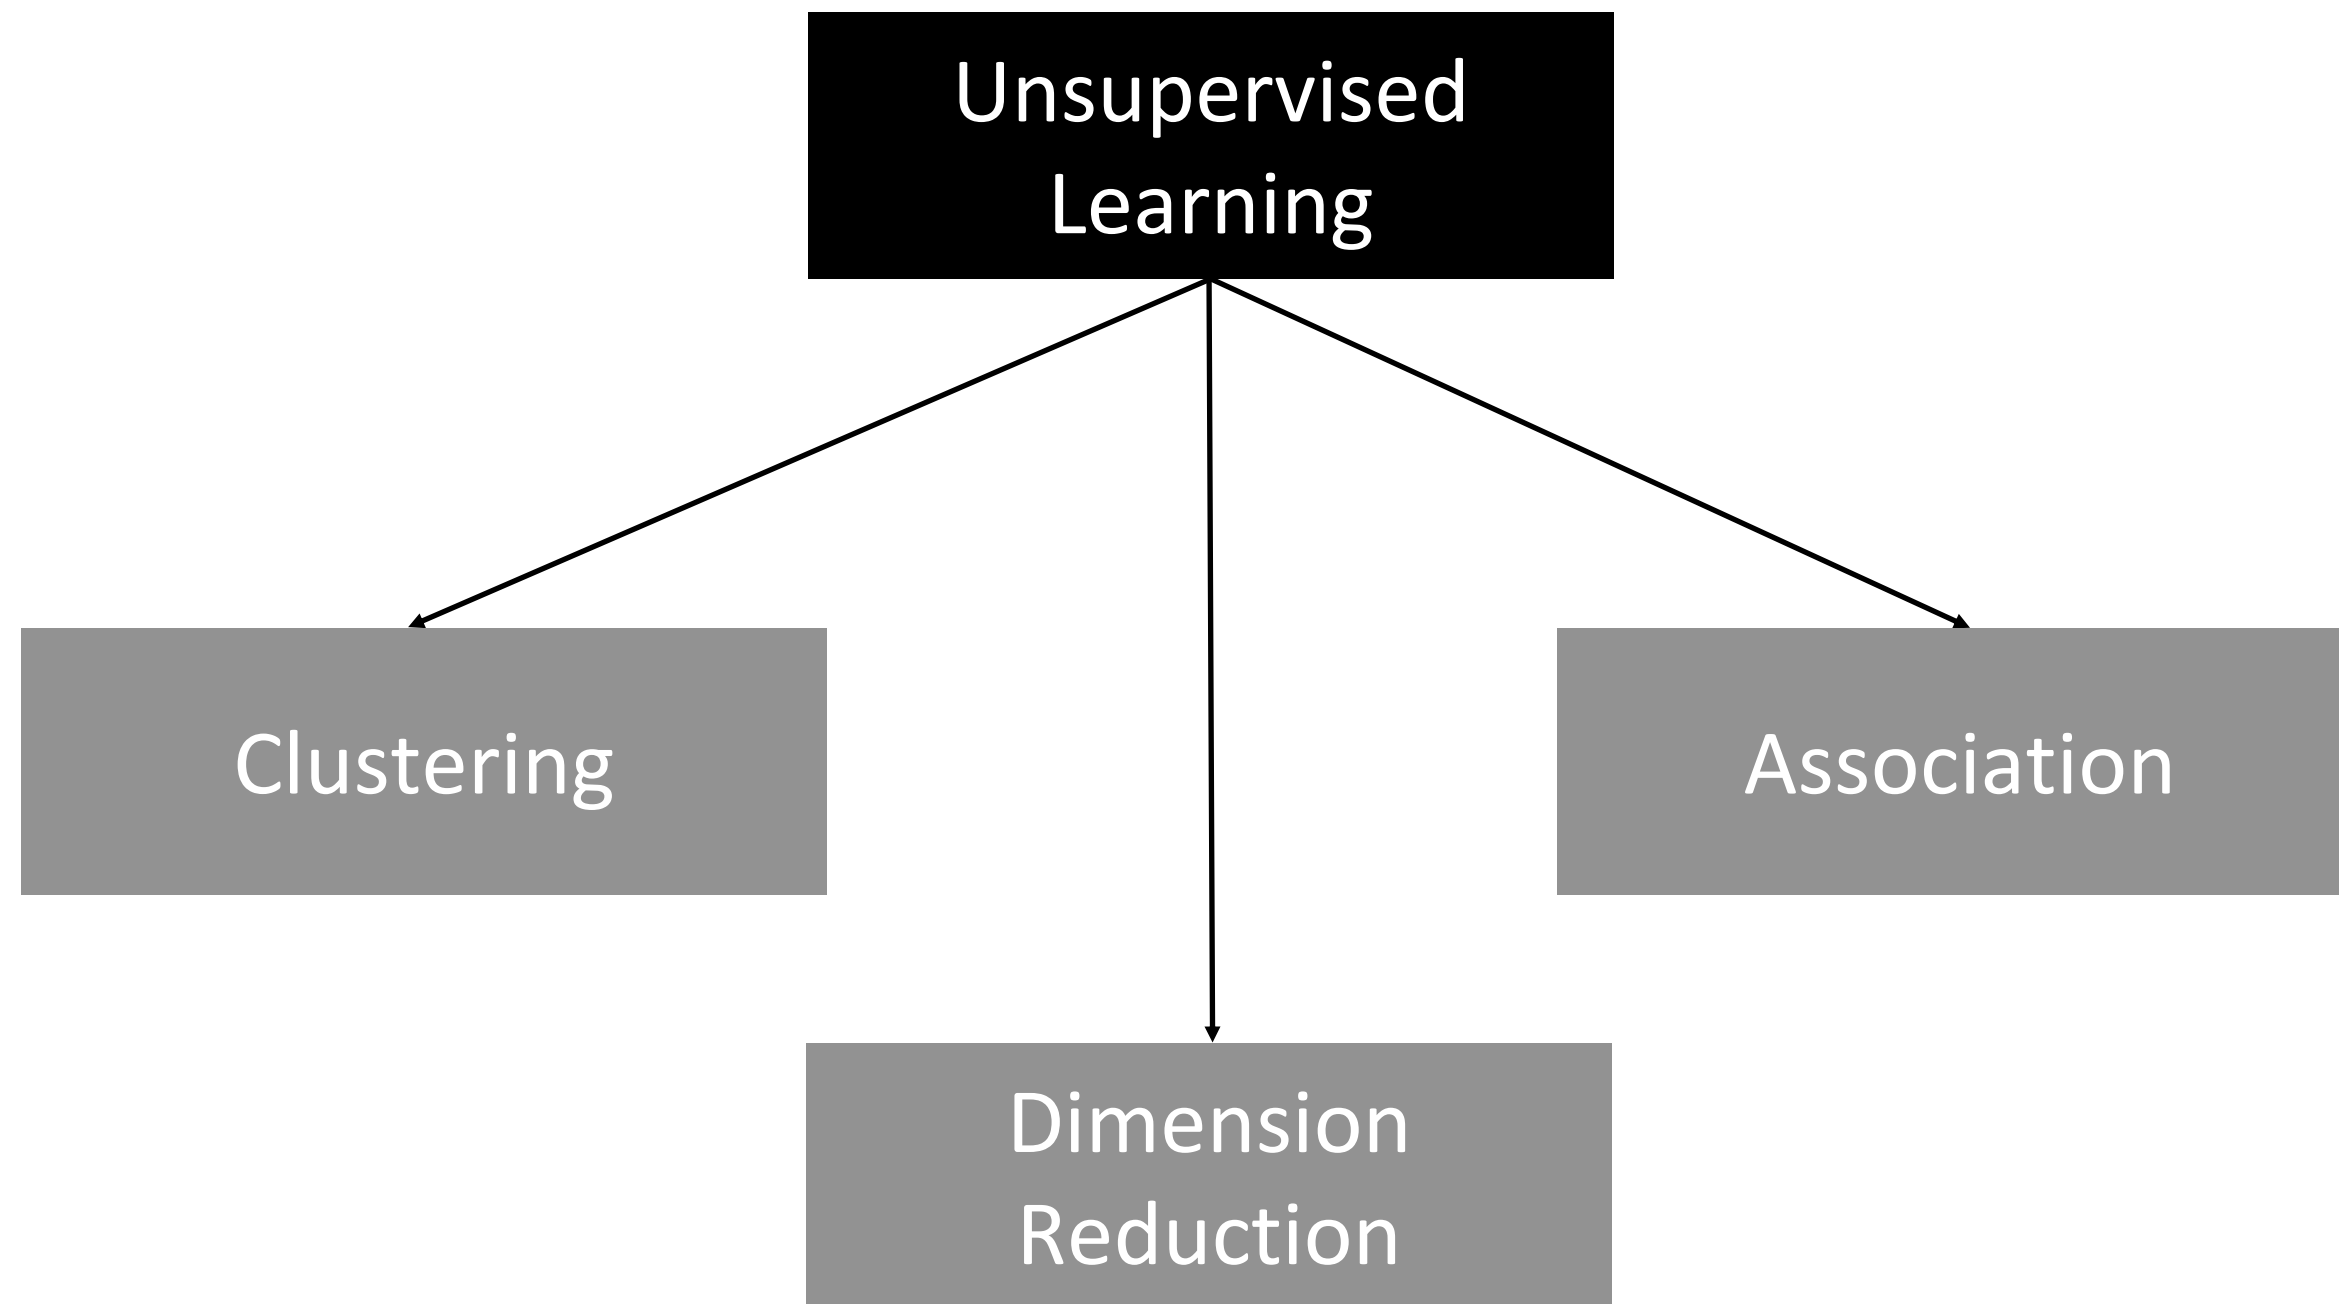 Unsupervised
Learning
Clustering
Association
Dimension
Reduction